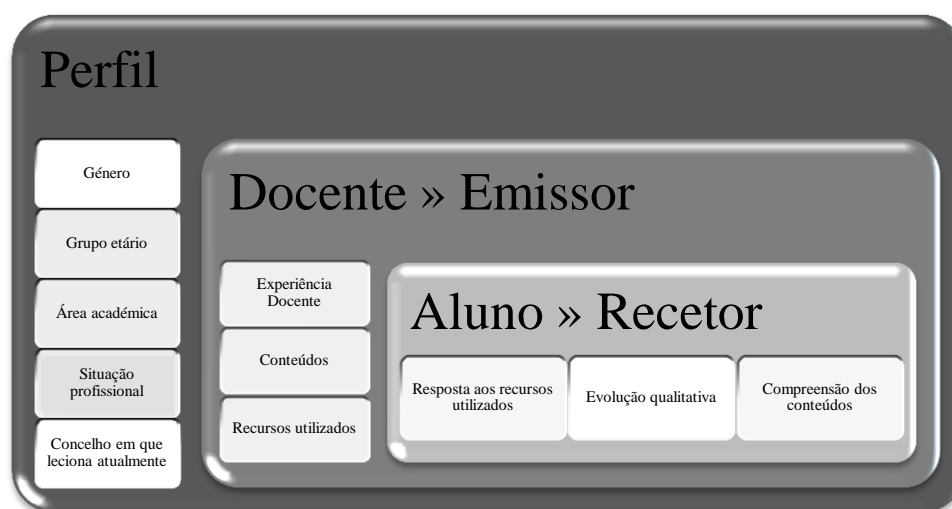 Perfil
Género
Grupo etário
Área académica
Situação
profissional
Concelho em que
leciona atualmente
Docente » Emissor
Experiência
Docente
Conteúdos
Recursos utilizados
Aluno » Recetor
Resposta aos recursos
utilizados
Evolução qualitativa
Compreensão dos
conteúdos